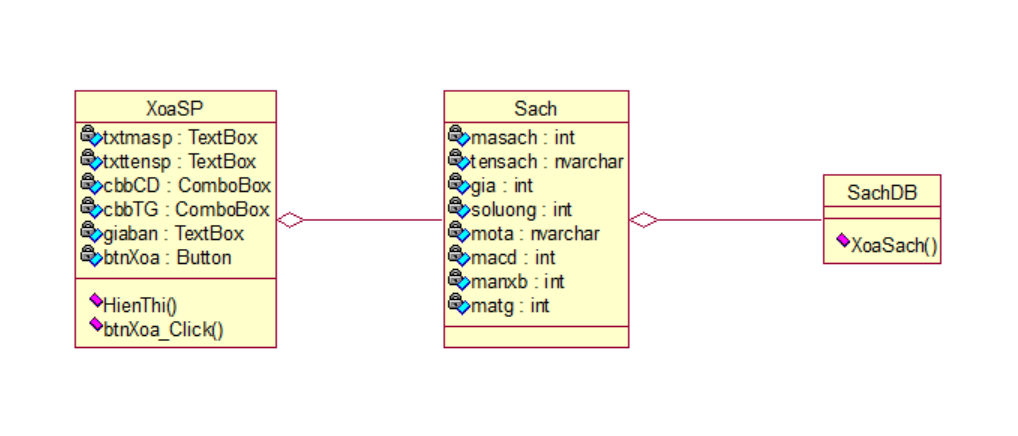 XoaSP
txtmasp : TextBox
txttensp : TextBox
cbbCD : ComboBox
cbbTG : ComboBox
giaban : TextBox
btnXoa : Button
HienThi()
btnXoa_Click()
Sach
masach : int
tensach : nvarchar
gia : int
soluong : int
mota : nvarchar
macd : int
manxb : int
matg : int
SachDB
XoaSach()